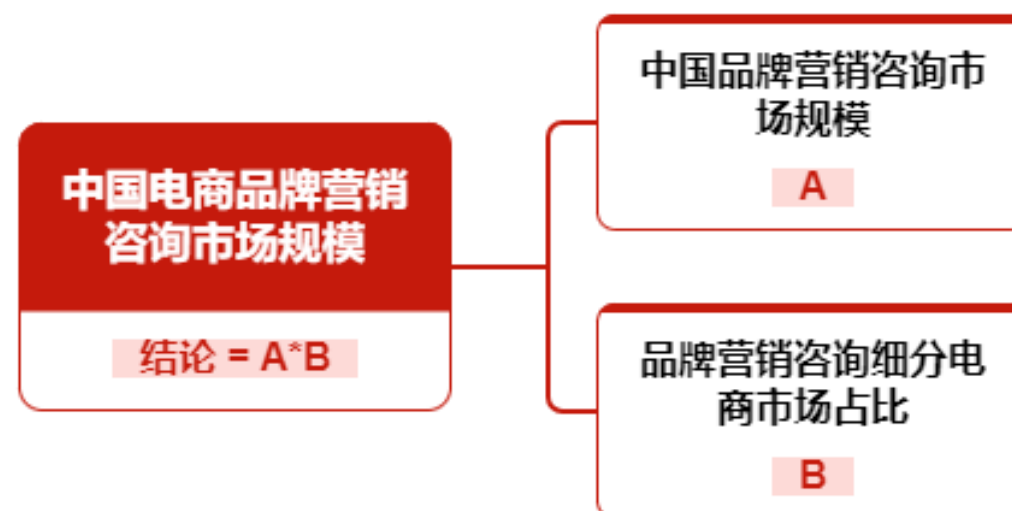 中国电商品牌营销
咨询市场规模
结论 = A*B
中国品牌营销咨询市
场规模
A
品牌营销咨询细分电
商市场占比
B